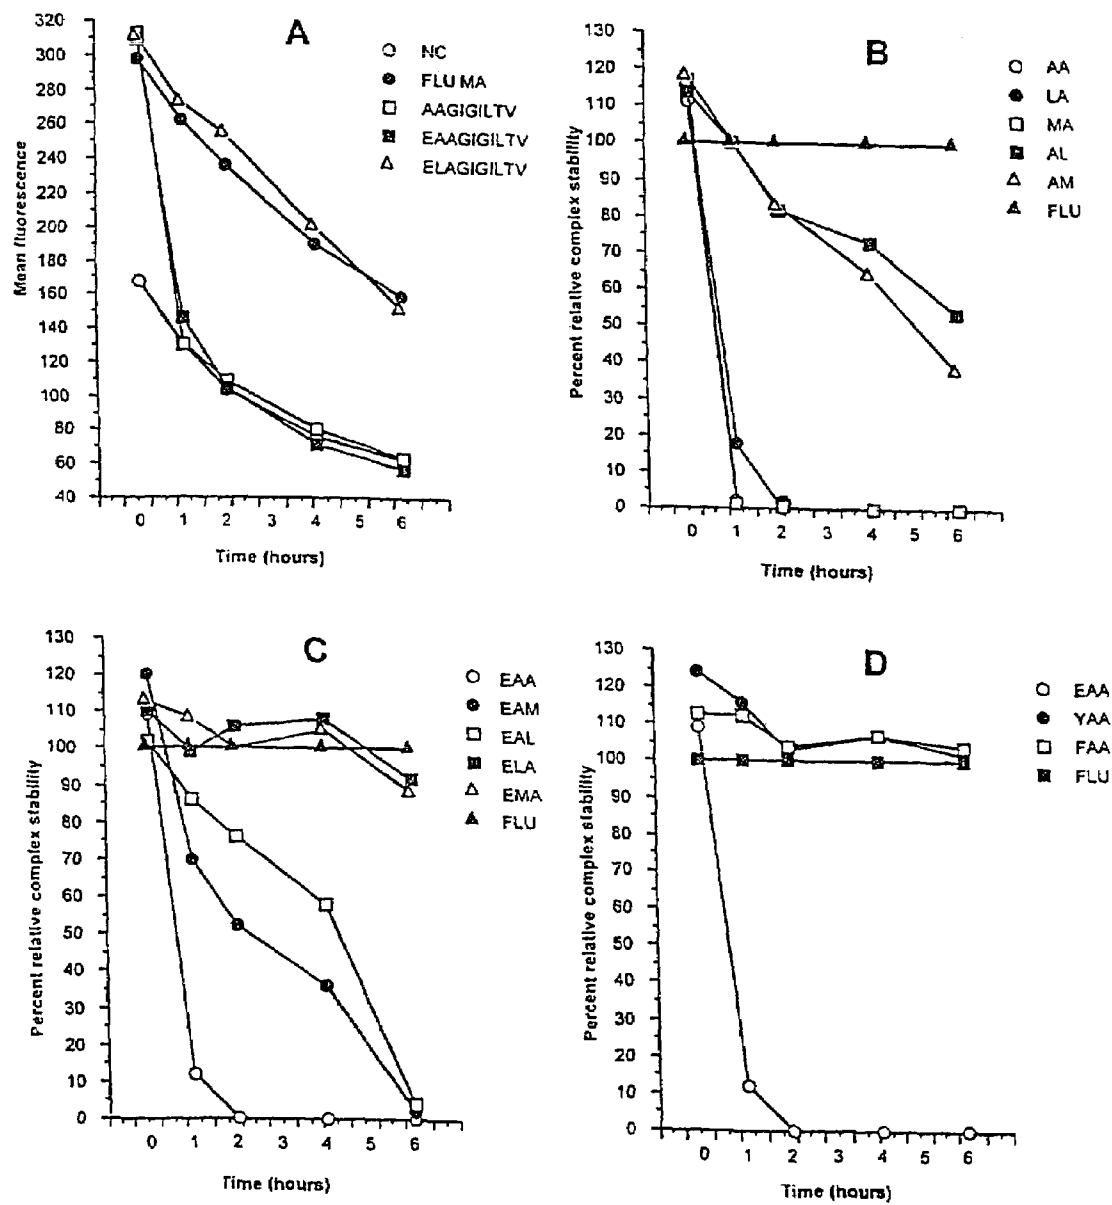 A
Mean fluorescence
320
300
280
260
240
220
200
180
160
140
120
100
80
60
40
0 1 2 3 4 5 6
Time (hours)
NC
FLU MA
AAGIGILTV
EAAGIGILTV
ELAGIGILTV
B
Percent relative complex stability
130
120
110
100
90
80
70
60
50
40
30
20
10
0
0 1 2 3 4 5 6
Time (hours)
AA
LA
MA
AL
AM
FLU
C
Percent relative complex stability
130
120
110
100
90
80
70
60
50
40
30
20
10
0
0 1 2 3 4 5 6
Time (hours)
EAA
EAM
EAL
ELA
EMA
FLU
D
Percent relative complex stability
130
120
110
100
90
80
70
60
50
40
30
20
10
0
0 1 2 3 4 5 6
Time (hours)
EAA
YAA
FAA
FLU